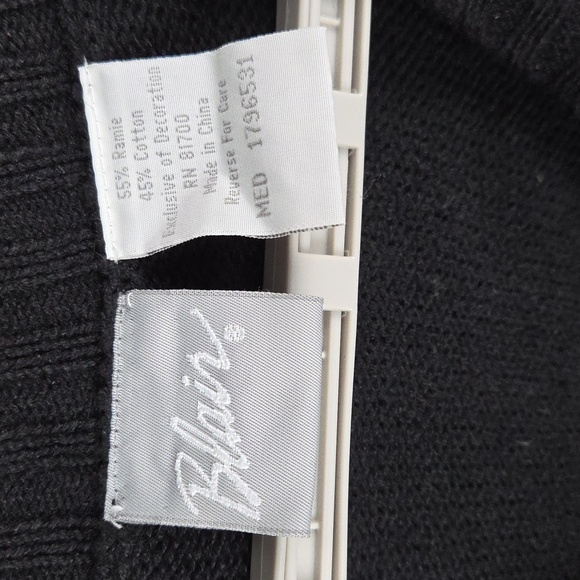 55% Ramie
45% Cotton
Exclusive of Decoration
RN 81700
Made in China
Reverse For Care
MED 1796531
Blair®